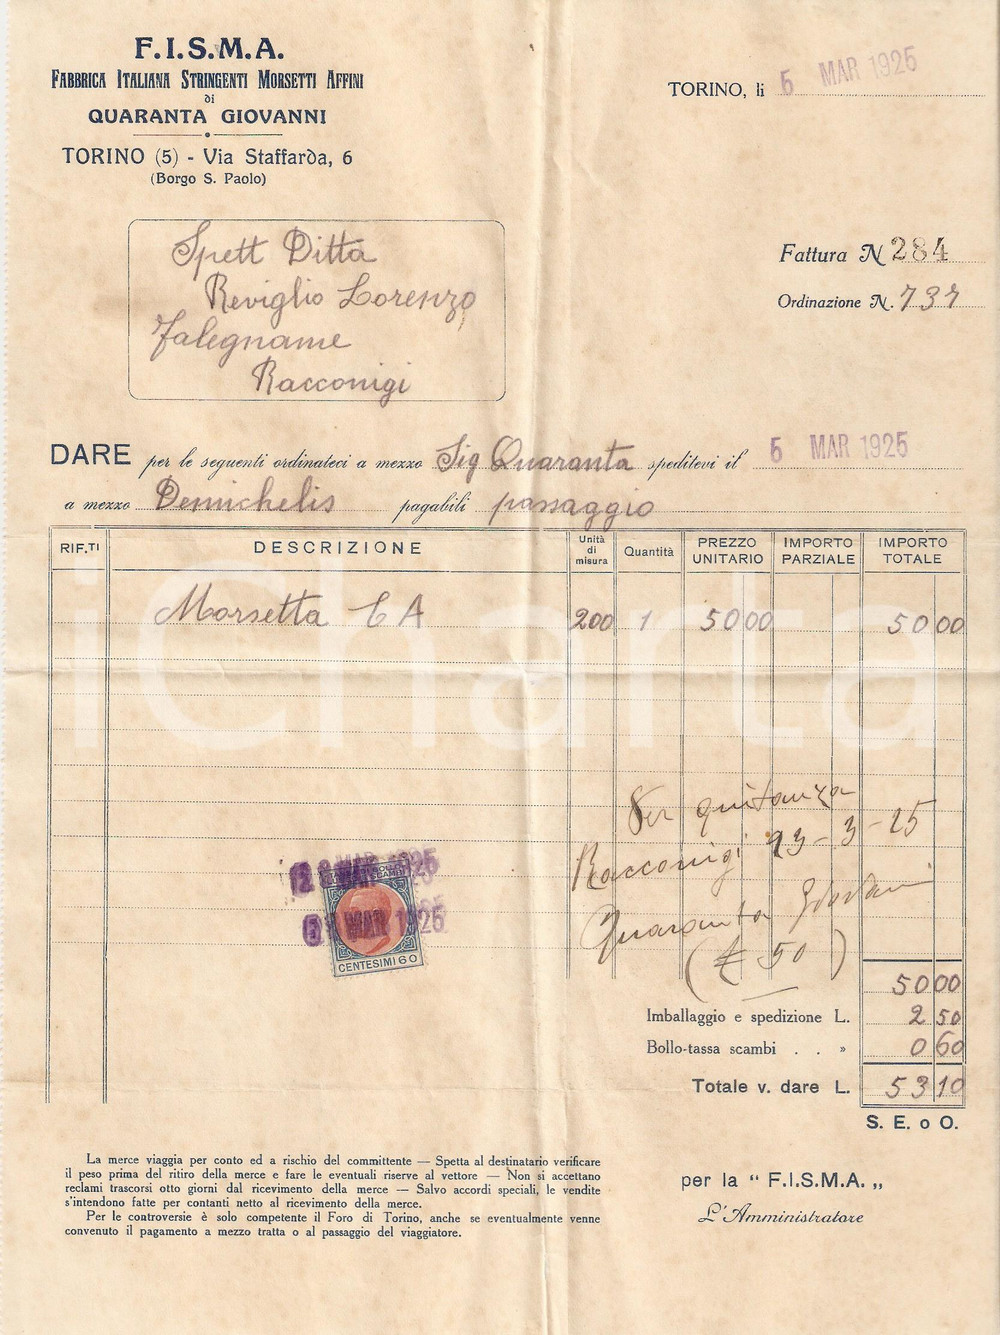 F.I.S.M.A.
FABBRICA ITALIANA STRINGENTI MORSETTI AFFINI
di
QUARANTA GIOVANNI
TORINO (5) - Via Staffarda, 6
(Borgo S. Paolo)
TORINO, li 5 MAR 1925
Spett Ditta
Reviglio Lorenzo
Falegname
Racconigi
Fattura N 284
Ordinazione N. 737
DARE per le seguenti ordinateci a mezzo Sig Quaranta speditevi il 5 MAR 1925
a mezzo Demichelis pagabili passaggio
RIF.TI DESCRIZIONE Unità di misura Quantità PREZZO UNITARIO IMPORTO PARZIALE IMPORTO TOTALE
Morsetta CA 200 1 50 00 50 00
iCharta
Per quitanza
Racconigi 23-3-25
Quaranta Giovanni
(£ 50)
MAR 1925
MAR 1925
CENTESIMI 60
50 00
Imballaggio e spedizione L. 2 50
Bollo-tassa scambi . . » 0 60
Totale v. dare L. 53 10
S. E. o O.
La merce viaggia per conto ed a rischio del committente — Spetta al destinatario verificare
il peso prima del ritiro della merce e fare le eventuali riserve al vettore — Non si accettano
reclami trascorsi otto giorni dal ricevimento della merce — Salvo accordi speciali, le vendite
s'intendono fatte per contanti netto al ricevimento della merce.
Per le controversie è solo competente il Foro di Torino, anche se eventualmente venne
convenuto il pagamento a mezzo tratta o al passaggio del viaggiatore.
per la “ F.I.S.M.A. „
L'Amministratore